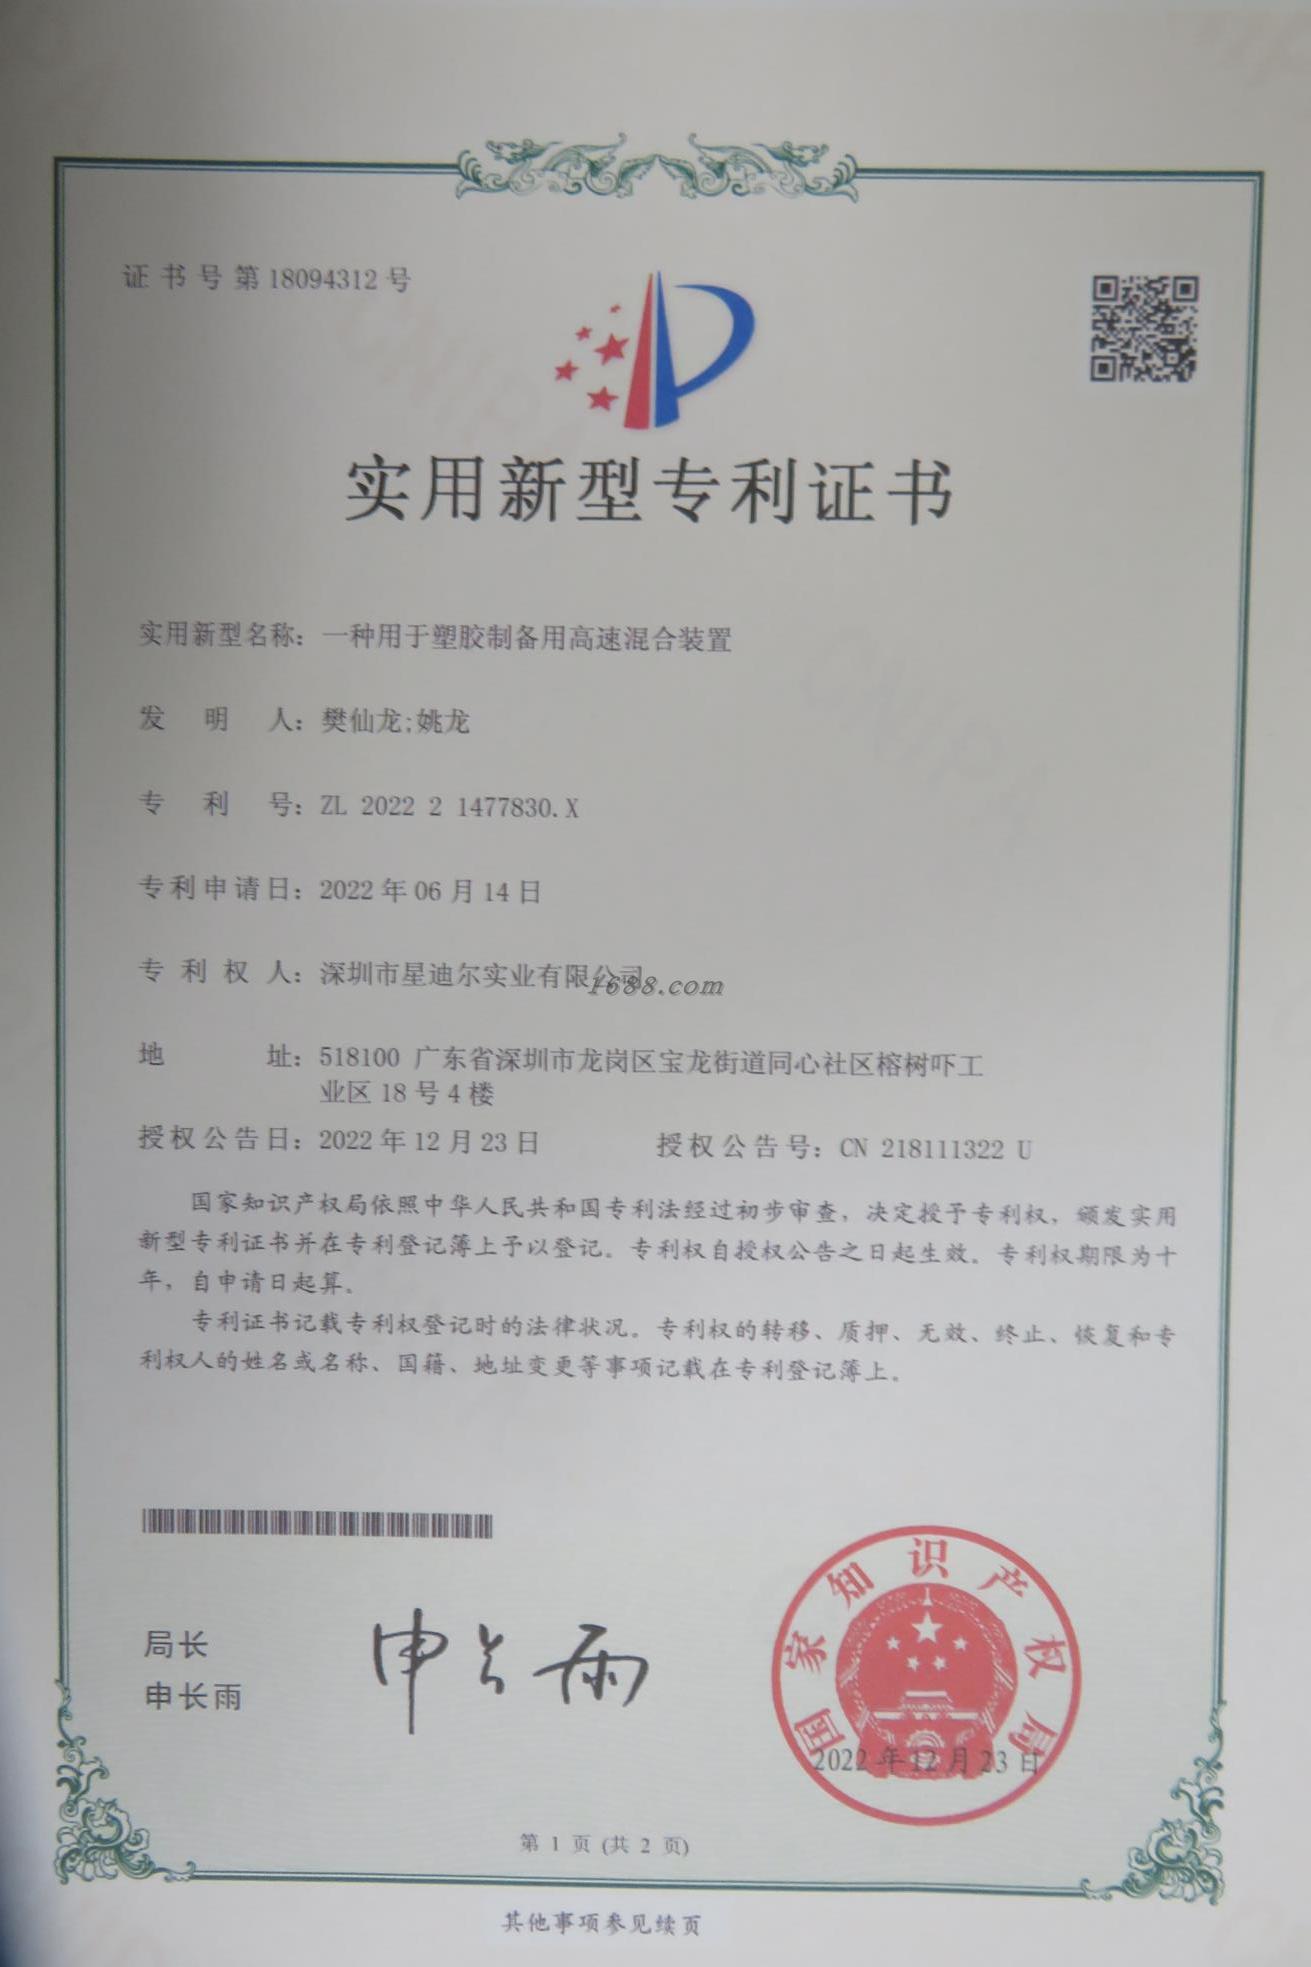 证书号第18094312号
实用新型专利证书
实用新型名称：一种用于塑胶制备用高速混合装置
发明人：樊仙龙;姚龙
专利号：ZL 2022 2 1477830.X
专利申请日：2022年06月14日
专利权人：深圳市星迪尔实业有限公司
1688.com
地址：518100 广东省深圳市龙岗区宝龙街道同心社区榕树吓工
业区18号4楼
授权公告日：2022年12月23日 授权公告号：CN 218111322 U
国家知识产权局依照中华人民共和国专利法经过初步审查，决定授予专利权，颁发实用
新型专利证书并在专利登记簿上予以登记。专利权自授权公告之日起生效。专利权期限为十
年，自申请日起算。
专利证书记载专利权登记时的法律状况。专利权的转移、质押、无效、终止、恢复和专
利权人的姓名或名称、国籍、地址变更等事项记载在专利登记簿上。
局长
申长雨
申长雨
国家知识产权局
2022年12月23日
第 1 页 (共 2 页)
其他事项参见续页